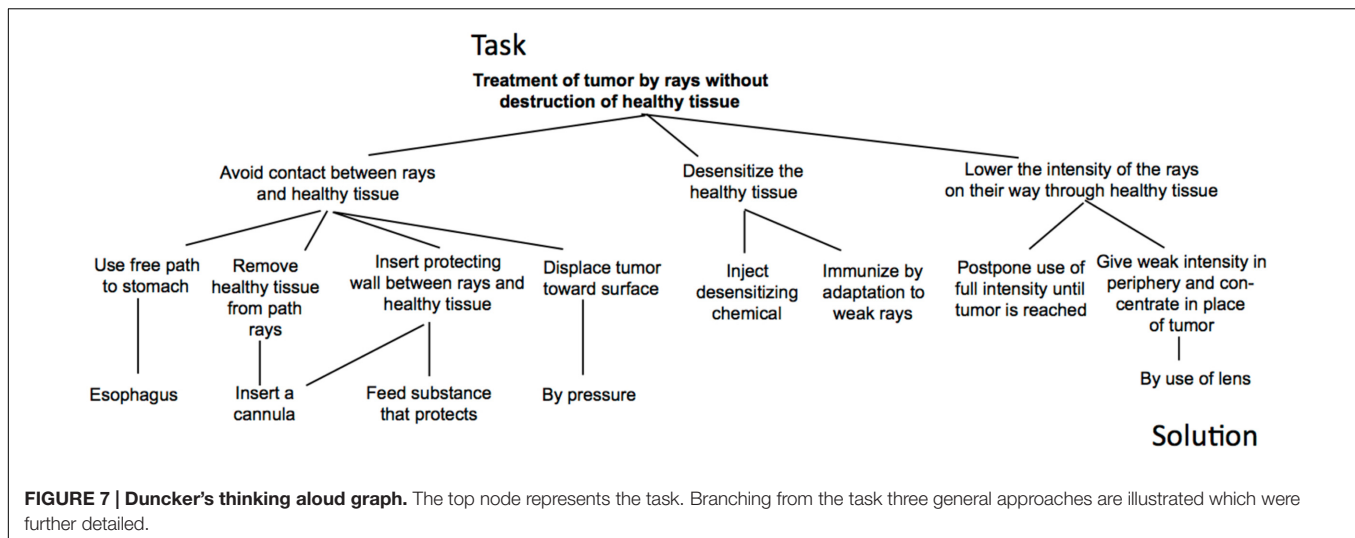 Task
Treatment of tumor by rays without
destruction of healthy tissue
Avoid contact between rays
and healthy tissue
Desensitize the
healthy tissue
Lower the intensity of the rays
on their way through healthy tissue
Use free path
to stomach
Remove
healthy tissue
from path
rays
Insert protecting
wall between rays and
healthy tissue
Displace tumor
toward surface
Inject
desensitizing
chemical
Immunize by
adaptation to
weak rays
Postpone use of
full intensity until
tumor is reached
Give weak intensity in
periphery and con-
centrate in place
of tumor
Esophagus
Insert a
cannula
Feed substance
that protects
By pressure
By use of lens
Solution
FIGURE 7 | Duncker's thinking aloud graph. The top node represents the task. Branching from the task three general approaches are illustrated which were
further detailed.